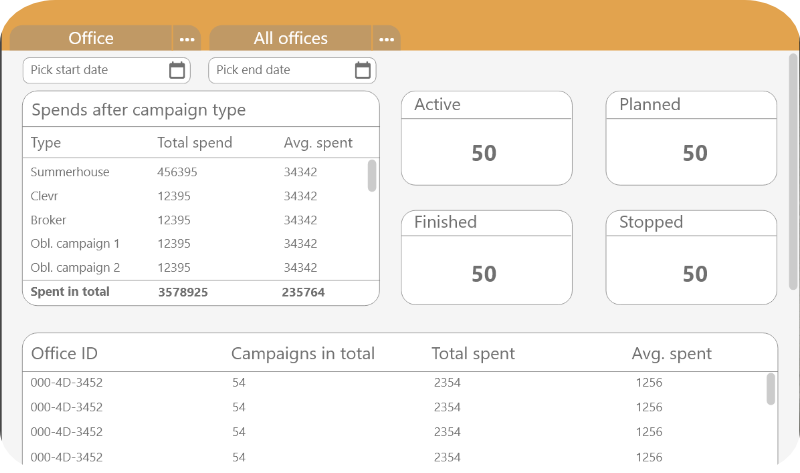 Office ••• All offices •••
Pick start date Pick end date
Spends after campaign type
Type Total spend Avg. spent
Summerhouse 456395 34342
Clevr 12395 34342
Broker 12395 34342
Obl. campaign 1 12395 34342
Obl. campaign 2 12395 34342
Spent in total 3578925 235764
Active
50
Planned
50
Finished
50
Stopped
50
Office ID Campaigns in total Total spent Avg. spent
000-4D-3452 54 2354 1256
000-4D-3452 54 2354 1256
000-4D-3452 54 2354 1256
000-4D-3452 54 2354 1256